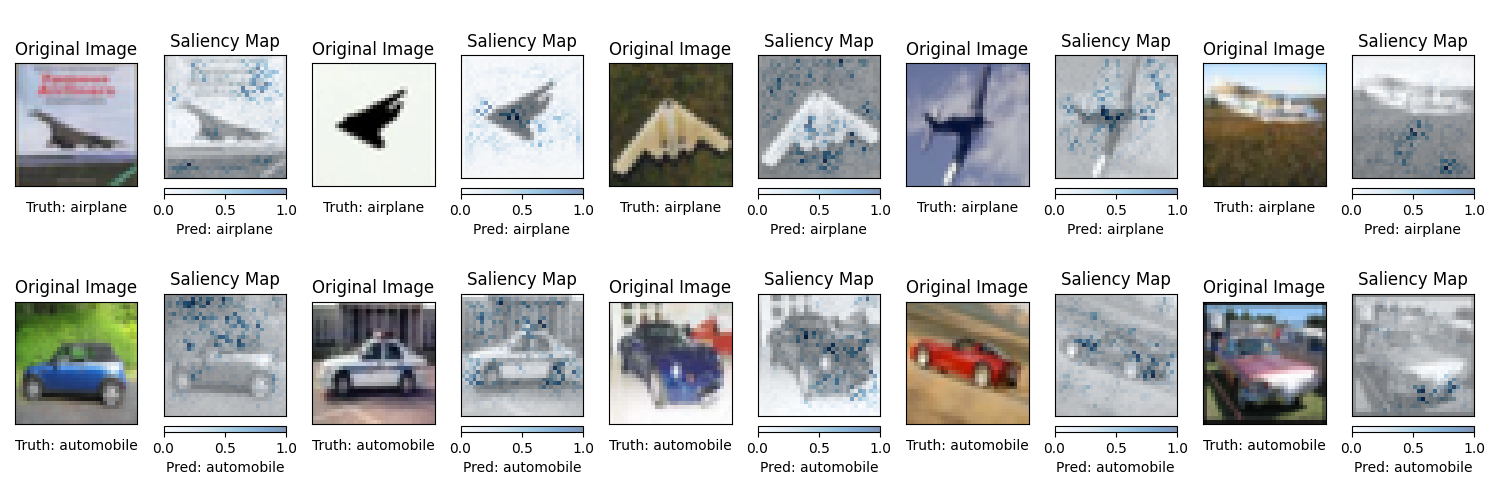 Original Image Saliency Map Original Image Saliency Map Original Image Saliency Map Original Image Saliency Map Original Image Saliency Map
Truth: airplane 0.0 0.5 1.0 Truth: airplane 0.0 0.5 1.0 Truth: airplane 0.0 0.5 1.0 Truth: airplane 0.0 0.5 1.0 Truth: airplane 0.0 0.5 1.0
Pred: airplane Pred: airplane Pred: airplane Pred: airplane Pred: airplane
Original Image Saliency Map Original Image Saliency Map Original Image Saliency Map Original Image Saliency Map Original Image Saliency Map
Truth: automobile 0.0 0.5 1.0 Truth: automobile 0.0 0.5 1.0 Truth: automobile 0.0 0.5 1.0 Truth: automobile 0.0 0.5 1.0 Truth: automobile 0.0 0.5 1.0
Pred: automobile Pred: automobile Pred: automobile Pred: automobile Pred: automobile